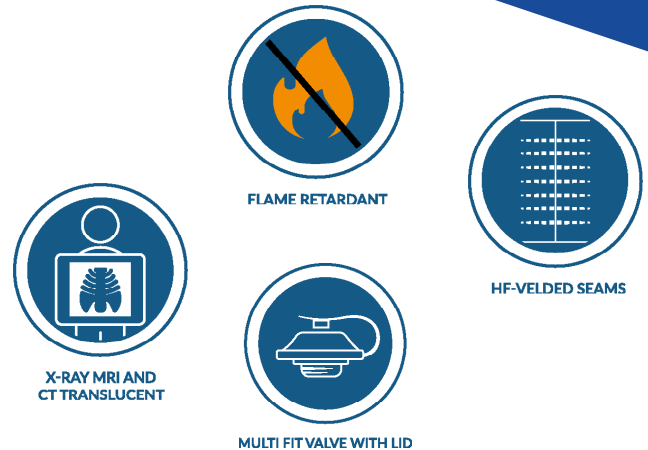 FLAME RETARDANT
HF-VELDED SEAMS
X-RAY MRI AND
CT TRANSLUCENT
MULTI FIT VALVE WITH LID